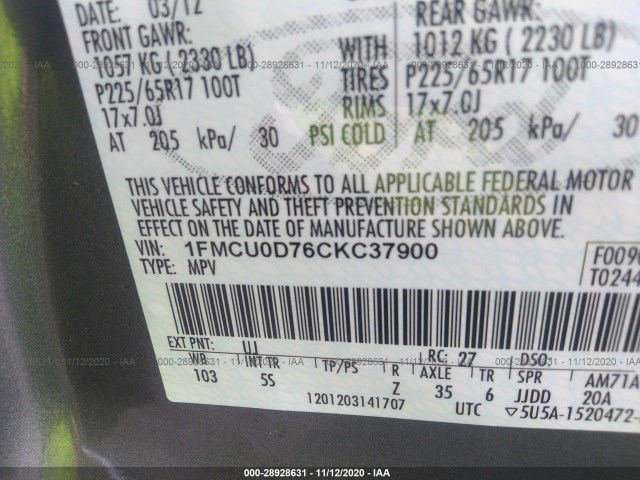 DATE: 03/12
FRONT GAWR: REAR GAWR:
1057 KG ( 2230 LB) WITH 1012 KG ( 2230 LB)
P225/65R17 100T TIRES P225/65R17 100T
17x7.0J RIMS 17x7.0J
AT 205 kPa/ 30 PSI COLD AT 205 kPa/ 30
THIS VEHICLE CONFORMS TO ALL APPLICABLE FEDERAL MOTOR
VEHICLE SAFETY AND THEFT PREVENTION STANDARDS IN
EFFECT ON THE DATE OF MANUFACTURE SHOWN ABOVE.
VIN: 1FMCU0D76CKC37900
TYPE: MPV
T0244
EXT PNT: UJ RC: 27 DSO:
WB INT TR TP/PS R AXLE TR SPR AM71A
103 5S Z 35 6 JJDD 20A
1201203141707 UTC ▽5U5A-1520472-
000-28928631 - 11/12/2020 - IAA